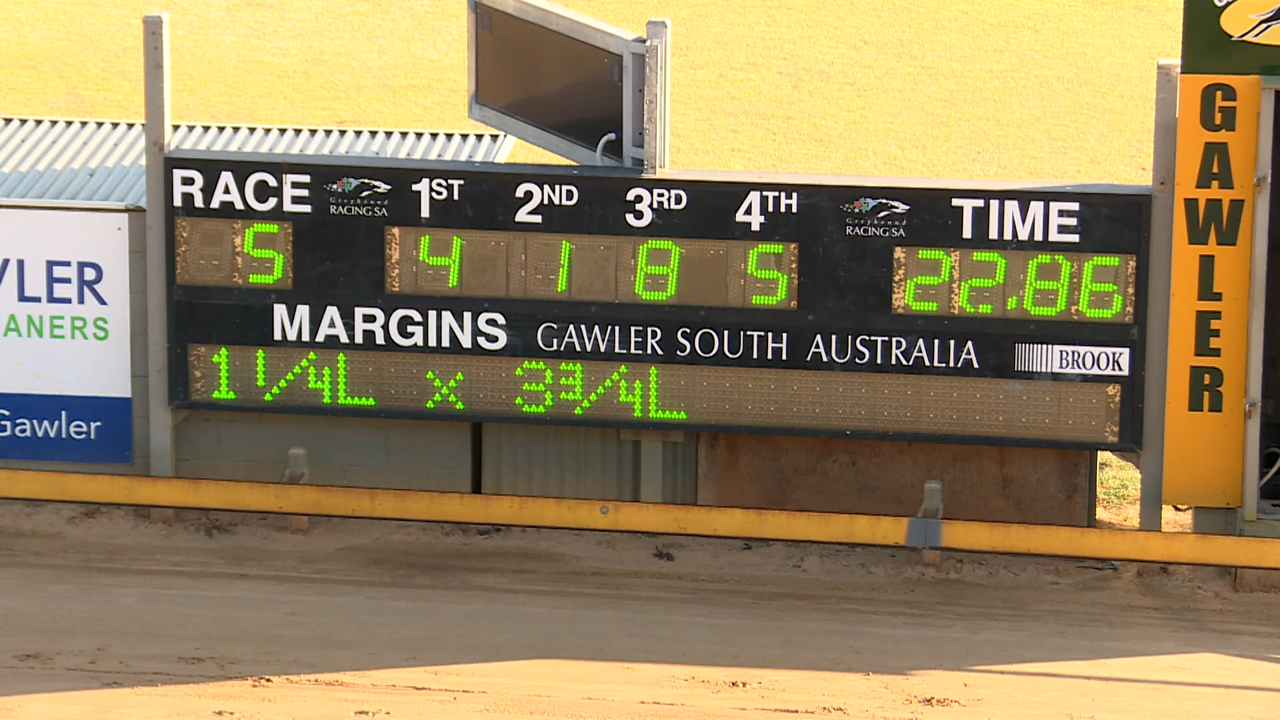 RACE
Greyhound
RACING SA
1ST 2ND 3RD 4TH
Greyhound
RACING SA
TIME
5 4 1 8 5 22.86
MARGINS GAWLER SOUTH AUSTRALIA BROOK
1 1/4L x 3 3/4L
GAWLER
WLER
ANERS
Gawler